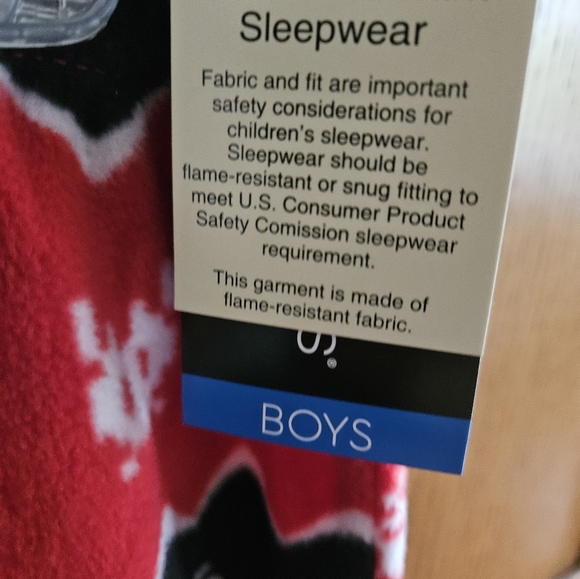 Sleepwear
Fabric and fit are important
safety considerations for
children's sleepwear.
Sleepwear should be
flame-resistant or snug fitting to
meet U.S. Consumer Product
Safety Comission sleepwear
requirement.
This garment is made of
flame-resistant fabric.
S®
BOYS